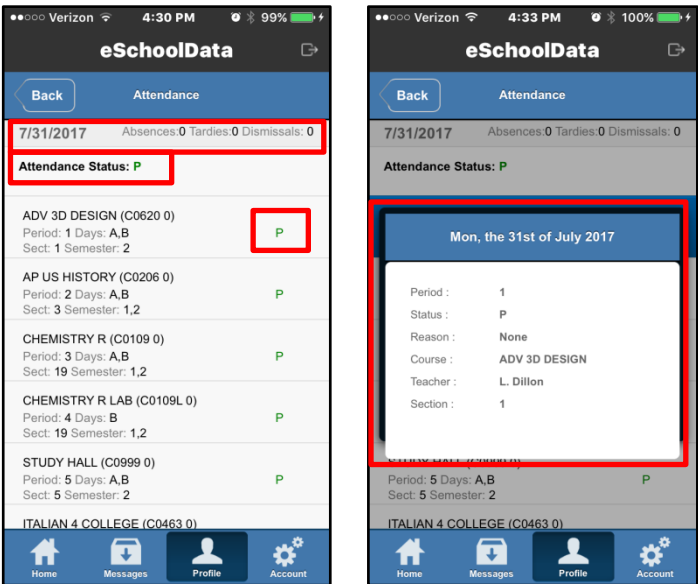 Verizon 4:30 PM 99%
eSchoolData
Back Attendance
7/31/2017 Absences:0 Tardies:0 Dismissals: 0
Attendance Status: P
ADV 3D DESIGN (C0620 0)
Period: 1 Days: A,B P
Sect: 1 Semester: 2
AP US HISTORY (C0206 0)
Period: 2 Days: A,B P
Sect: 3 Semester: 1,2
CHEMISTRY R (C0109 0)
Period: 3 Days: A,B P
Sect: 19 Semester: 1,2
CHEMISTRY R LAB (C0109L 0)
Period: 4 Days: B P
Sect: 19 Semester: 1,2
STUDY HALL (C0999 0)
Period: 5 Days: A,B P
Sect: 5 Semester: 2
ITALIAN 4 COLLEGE (C0463 0)
Home Messages Profile Account
Verizon 4:33 PM 100%
eSchoolData
Back Attendance
7/31/2017 Absences:0 Tardies:0 Dismissals: 0
Attendance Status: P
Mon, the 31st of July 2017
Period : 1
Status : P
Reason : None
Course : ADV 3D DESIGN
Teacher : L. Dillon
Section : 1
STUDY HALL (C0999 0)
Period: 5 Days: A,B P
Sect: 5 Semester: 2
ITALIAN 4 COLLEGE (C0463 0)
Home Messages Profile Account